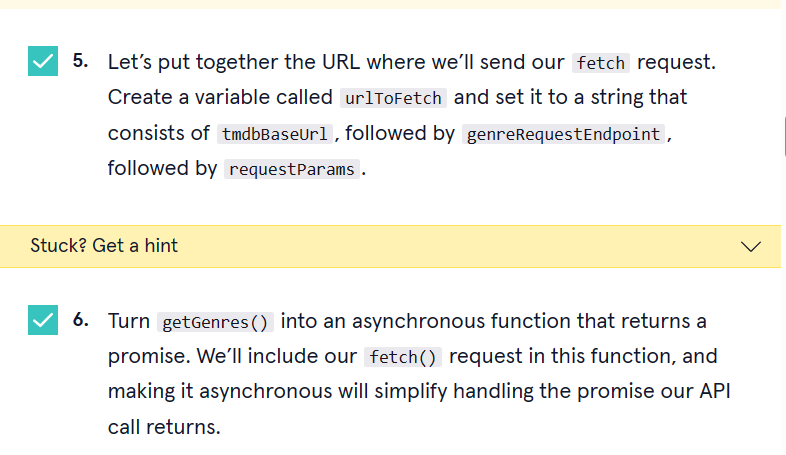 5. Let’s put together the URL where we’ll send our fetch request.
Create a variable called urlToFetch and set it to a string that
consists of tmdbBaseUrl, followed by genreRequestEndpoint,
followed by requestParams.
Stuck? Get a hint
6. Turn getGenres() into an asynchronous function that returns a
promise. We’ll include our fetch() request in this function, and
making it asynchronous will simplify handling the promise our API
call returns.